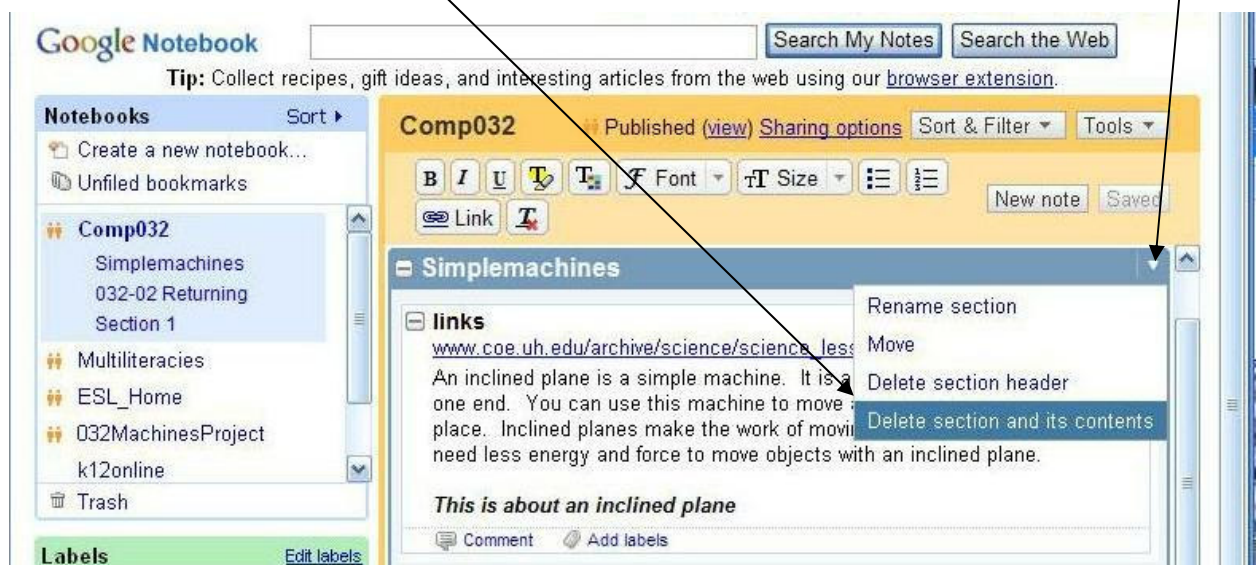 Google Notebook
Search My Notes
Search the Web
Tip: Collect recipes, gift ideas, and interesting articles from the web using our browser extension.
Notebooks
Sort
Create a new notebook...
Unfiled bookmarks
Comp032
Simplemachines
032-02 Returning
Section 1
Multiliteracies
ESL_Home
032MachinesProject
k12online
Trash
Labels
Edit labels
Comp032
Published (view) Sharing options
Sort & Filter
Tools
B I U T T F Font TT Size
Link T
New note
Saved
Simplemachines
Rename section
Move
Delete section header
Delete section and its contents
links
www.coe.uh.edu/archive/science/science_less
An inclined plane is a simple machine. It is a
one end. You can use this machine to move
place. Inclined planes make the work of movi
need less energy and force to move objects with an inclined plane.
This is about an inclined plane
Comment
Add labels